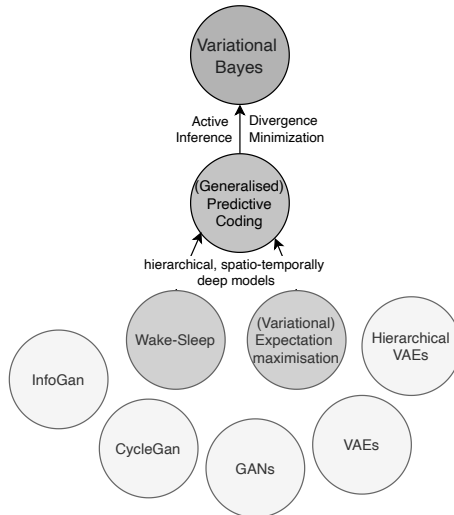 Variational
Bayes
Active
Inference
Divergence
Minimization
(Generalised)
Predictive
Coding
hierarchical, spatio-temporally
deep models
Wake-Sleep
(Variational)
Expectation
maximisation
Hierarchical
VAEs
InfoGan
CycleGan
GANs
VAEs